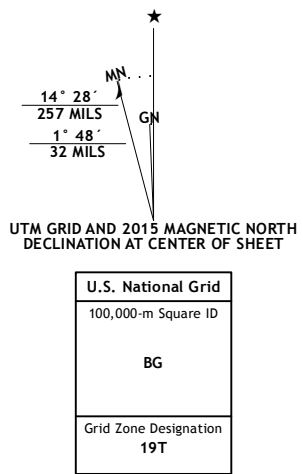 MN
14° 28´
257 MILS
GN
1° 48´
32 MILS
UTM GRID AND 2015 MAGNETIC NORTH
DECLINATION AT CENTER OF SHEET
U.S. National Grid
100,000-m Square ID
BG
Grid Zone Designation
19T